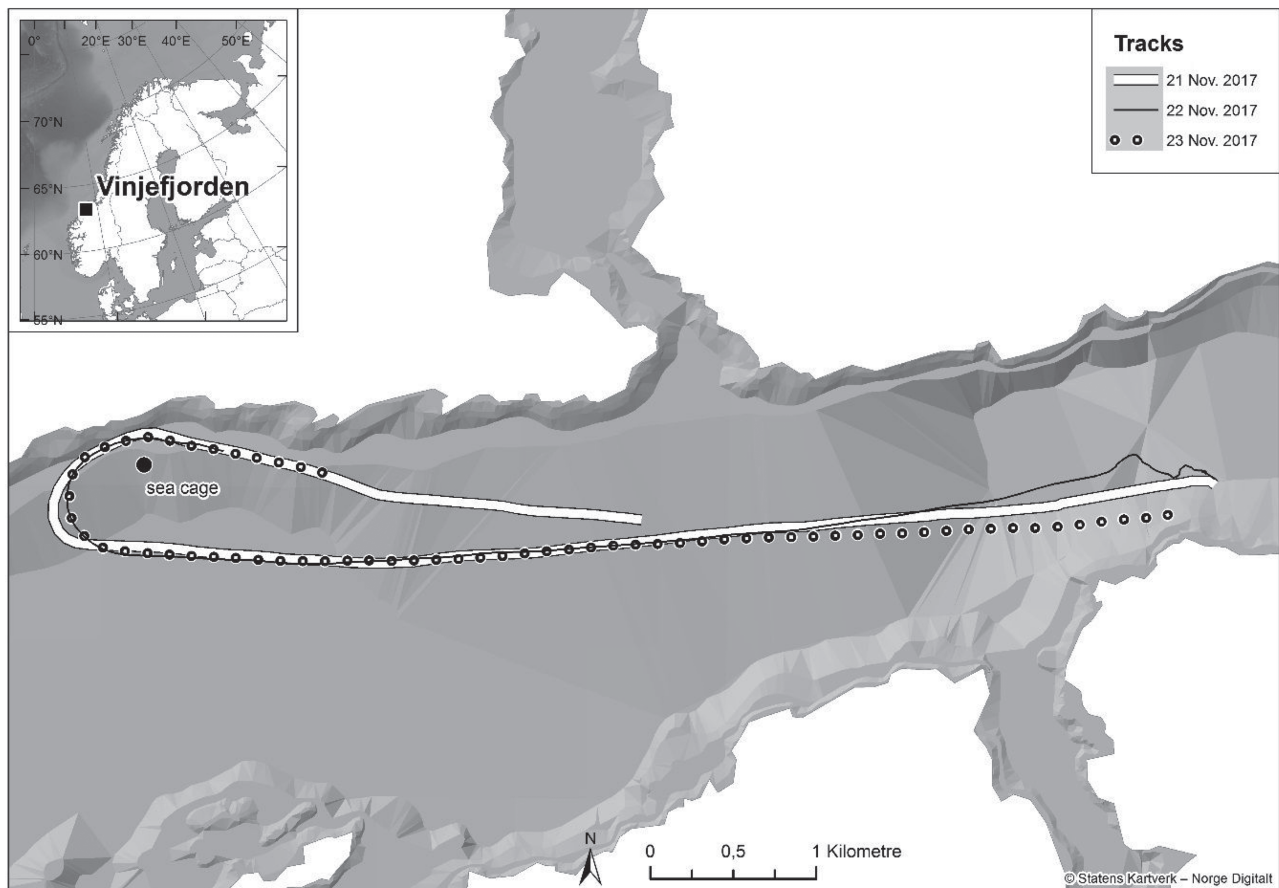 0° 20°E 30°E 40°E 50°E
70°N
65°N
60°N
55°N
Vinjefjorden
Tracks
21 Nov. 2017
22 Nov. 2017
23 Nov. 2017
sea cage
N
0 0,5 1 Kilometre
© Statens Kartverk – Norge Digitalt